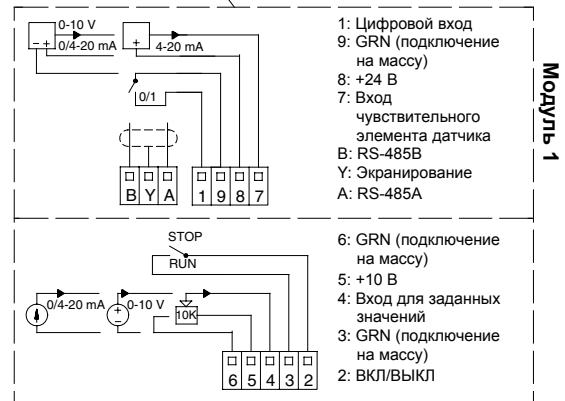 0-10 V
0/4-20 mA
4-20 mA
0/1
B Y A 1 9 8 7
1: Цифровой вход
9: GRN (подключение
на массу)
8: +24 В
7: Вход
чувствительного
элемента датчика
B: RS-485B
Y: Экранирование
A: RS-485A
Модуль 1
STOP
RUN
0/4-20 mA
0-10 V
10K
6 5 4 3 2
6: GRN (подключение
на массу)
5: +10 В
4: Вход для заданных
значений
3: GRN (подключение
на массу)
2: ВКЛ/ВЫКЛ